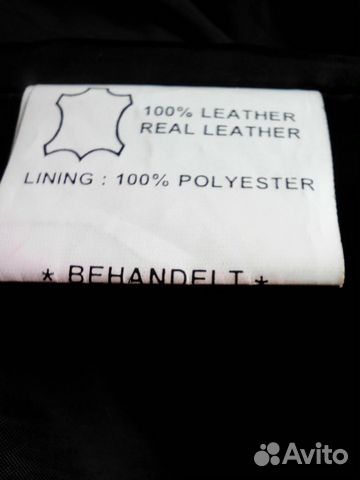 100% LEATHER
REAL LEATHER
LINING : 100% POLYESTER
* BEHANDELT *
Avito